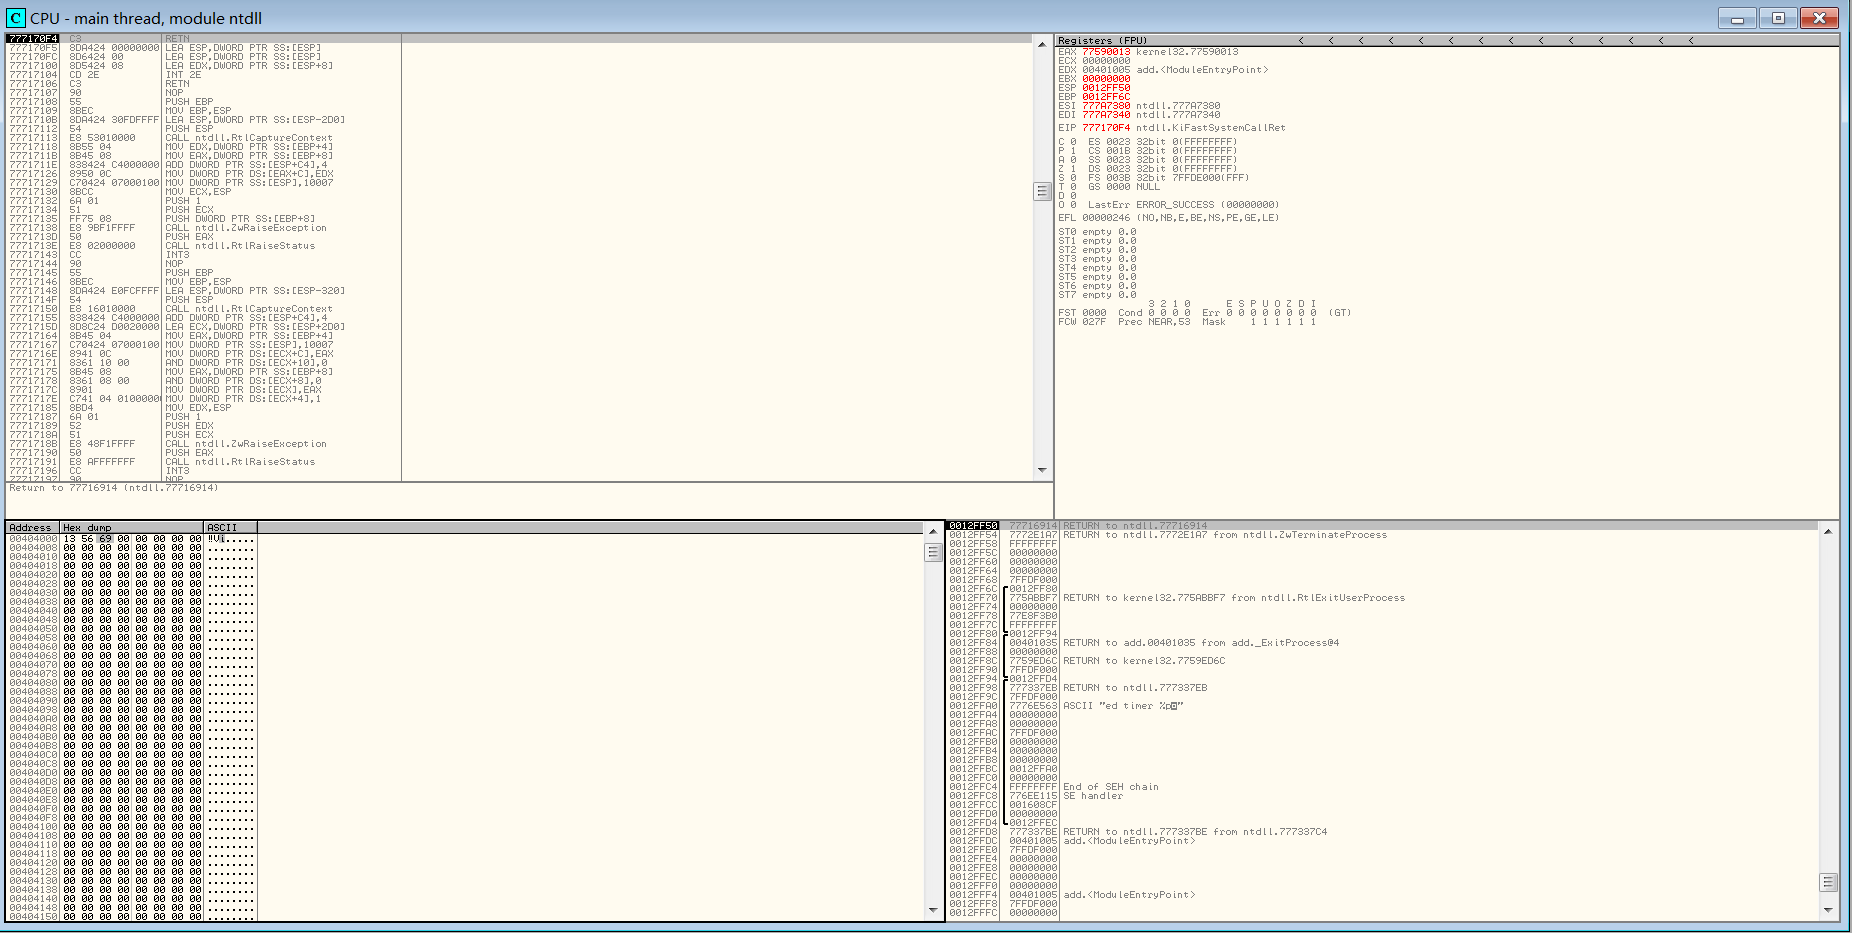 CPU - main thread, module ntdll
777170F4 C3 RETN
777170F5 8DA424 00000000 LEA ESP,DWORD PTR SS:[ESP]
777170FC 8D6424 00 LEA ESP,DWORD PTR SS:[ESP]
77717100 8D5424 08 LEA EDX,DWORD PTR SS:[ESP+8]
77717104 CD 2E INT 2E
77717106 C3 RETN
77717107 90 NOP
77717108 55 PUSH EBP
77717109 8BEC MOV EBP,ESP
7771710B 8DA424 30FDFFFF LEA ESP,DWORD PTR SS:[ESP-2D0]
77717112 54 PUSH ESP
77717113 E8 53010000 CALL ntdll.RtlCaptureContext
77717118 8B55 04 MOV EDX,DWORD PTR SS:[EBP+4]
7771711B 8B45 08 MOV EAX,DWORD PTR SS:[EBP+8]
7771711E 838424 C4000000 ADD DWORD PTR SS:[ESP+C4],4
77717126 8950 0C MOV DWORD PTR DS:[EAX+C],EDX
77717129 C70424 07000100 MOV DWORD PTR SS:[ESP],10007
77717130 8BCC MOV ECX,ESP
77717132 6A 01 PUSH 1
77717134 51 PUSH ECX
77717135 FF75 08 PUSH DWORD PTR SS:[EBP+8]
77717138 E8 9BF1FFFF CALL ntdll.ZwRaiseException
7771713D 50 PUSH EAX
7771713E E8 02000000 CALL ntdll.RtlRaiseStatus
77717143 CC INT3
77717144 90 NOP
77717145 55 PUSH EBP
77717146 8BEC MOV EBP,ESP
77717148 8DA424 E0FCFFFF LEA ESP,DWORD PTR SS:[ESP-320]
7771714F 54 PUSH ESP
77717150 E8 16010000 CALL ntdll.RtlCaptureContext
77717155 838424 C4000000 ADD DWORD PTR SS:[ESP+C4],4
7771715D 8D8C24 D0020000 LEA ECX,DWORD PTR SS:[ESP+2D0]
77717164 8B45 04 MOV EAX,DWORD PTR SS:[EBP+4]
77717167 C70424 07000100 MOV DWORD PTR SS:[ESP],10007
7771716E 8941 0C MOV DWORD PTR DS:[ECX+C],EAX
77717171 8361 10 00 AND DWORD PTR DS:[ECX+10],0
77717175 8B45 08 MOV EAX,DWORD PTR SS:[EBP+8]
77717178 8361 08 00 AND DWORD PTR DS:[ECX+8],0
7771717C 8901 MOV DWORD PTR DS:[ECX],EAX
7771717E C741 04 0100000 MOV DWORD PTR DS:[ECX+4],1
77717185 8BD4 MOV EDX,ESP
77717187 6A 01 PUSH 1
77717189 52 PUSH EDX
7771718A 51 PUSH ECX
7771718B E8 48F1FFFF CALL ntdll.ZwRaiseException
77717190 50 PUSH EAX
77717191 E8 AFFFFFFF CALL ntdll.RtlRaiseStatus
77717196 CC INT3
77717197 90 NOP
Return to 77716914 (ntdll.77716914)
Registers (FPU) < < < < < < < < < < < < < <
EAX 77590013 kernel32.77590013
ECX 00000000
EDX 00401005 add.<ModuleEntryPoint>
EBX 00000000
ESP 0012FF50
EBP 0012FF6C
ESI 777A7380 ntdll.777A7380
EDI 777A7340 ntdll.777A7340
EIP 777170F4 ntdll.KiFastSystemCallRet
C 0 ES 0023 32bit 0(FFFFFFFF)
P 1 CS 001B 32bit 0(FFFFFFFF)
A 0 SS 0023 32bit 0(FFFFFFFF)
Z 1 DS 0023 32bit 0(FFFFFFFF)
S 0 FS 003B 32bit 7FFDE000(FFF)
T 0 GS 0000 NULL
D 0
O 0 LastErr ERROR_SUCCESS (00000000)
EFL 00000246 (NO,NB,E,BE,NS,PE,GE,LE)
ST0 empty 0.0
ST1 empty 0.0
ST2 empty 0.0
ST3 empty 0.0
ST4 empty 0.0
ST5 empty 0.0
ST6 empty 0.0
ST7 empty 0.0
3 2 1 0 E S P U O Z D I
FST 0000 Cond 0 0 0 0 Err 0 0 0 0 0 0 0 0 (GT)
FCW 027F Prec NEAR,53 Mask 1 1 1 1 1 1
Address Hex dump ASCII
00404000 13 56 69 00 00 00 00 00 ‼Vi.....
00404008 00 00 00 00 00 00 00 00 ........
00404010 00 00 00 00 00 00 00 00 ........
00404018 00 00 00 00 00 00 00 00 ........
00404020 00 00 00 00 00 00 00 00 ........
00404028 00 00 00 00 00 00 00 00 ........
00404030 00 00 00 00 00 00 00 00 ........
00404038 00 00 00 00 00 00 00 00 ........
00404040 00 00 00 00 00 00 00 00 ........
00404048 00 00 00 00 00 00 00 00 ........
00404050 00 00 00 00 00 00 00 00 ........
00404058 00 00 00 00 00 00 00 00 ........
00404060 00 00 00 00 00 00 00 00 ........
00404068 00 00 00 00 00 00 00 00 ........
00404070 00 00 00 00 00 00 00 00 ........
00404078 00 00 00 00 00 00 00 00 ........
00404080 00 00 00 00 00 00 00 00 ........
00404088 00 00 00 00 00 00 00 00 ........
00404090 00 00 00 00 00 00 00 00 ........
00404098 00 00 00 00 00 00 00 00 ........
004040A0 00 00 00 00 00 00 00 00 ........
004040A8 00 00 00 00 00 00 00 00 ........
004040B0 00 00 00 00 00 00 00 00 ........
004040B8 00 00 00 00 00 00 00 00 ........
004040C0 00 00 00 00 00 00 00 00 ........
004040C8 00 00 00 00 00 00 00 00 ........
004040D0 00 00 00 00 00 00 00 00 ........
004040D8 00 00 00 00 00 00 00 00 ........
004040E0 00 00 00 00 00 00 00 00 ........
004040E8 00 00 00 00 00 00 00 00 ........
004040F0 00 00 00 00 00 00 00 00 ........
004040F8 00 00 00 00 00 00 00 00 ........
00404100 00 00 00 00 00 00 00 00 ........
00404108 00 00 00 00 00 00 00 00 ........
00404110 00 00 00 00 00 00 00 00 ........
00404118 00 00 00 00 00 00 00 00 ........
00404120 00 00 00 00 00 00 00 00 ........
00404128 00 00 00 00 00 00 00 00 ........
00404130 00 00 00 00 00 00 00 00 ........
00404138 00 00 00 00 00 00 00 00 ........
00404140 00 00 00 00 00 00 00 00 ........
00404148 00 00 00 00 00 00 00 00 ........
00404150 00 00 00 00 00 00 00 00 ........
0012FF50 77716914 RETURN to ntdll.77716914
0012FF54 7772E1A7 RETURN to ntdll.7772E1A7 from ntdll.ZwTerminateProcess
0012FF58 FFFFFFFF
0012FF5C 00000000
0012FF60 00000000
0012FF64 00000000
0012FF68 7FFDF000
0012FF6C 0012FF80
0012FF70 775ABBF7 RETURN to kernel32.775ABBF7 from ntdll.RtlExitUserProcess
0012FF74 00000000
0012FF78 77E8F3B0
0012FF7C FFFFFFFF
0012FF80 0012FF94
0012FF84 00401035 RETURN to add.00401035 from add._ExitProcess@4
0012FF88 00000000
0012FF8C 7759ED6C RETURN to kernel32.7759ED6C
0012FF90 7FFDF000
0012FF94 0012FFD4
0012FF98 777337EB RETURN to ntdll.777337EB
0012FF9C 7FFDF000
0012FFA0 7776E563 ASCII "ed timer %p"
0012FFA4 00000000
0012FFA8 00000000
0012FFAC 7FFDF000
0012FFB0 00000000
0012FFB4 00000000
0012FFB8 00000000
0012FFBC 0012FFA0
0012FFC0 00000000
0012FFC4 FFFFFFFF End of SEH chain
0012FFC8 776EE115 SE handler
0012FFCC 001608CF
0012FFD0 00000000
0012FFD4 0012FFEC
0012FFD8 777337BE RETURN to ntdll.777337BE from ntdll.777337C4
0012FFDC 00401005 add.<ModuleEntryPoint>
0012FFE0 7FFDF000
0012FFE4 00000000
0012FFE8 00000000
0012FFEC 00000000
0012FFF0 00000000
0012FFF4 00401005 add.<ModuleEntryPoint>
0012FFF8 7FFDF000
0012FFFC 00000000